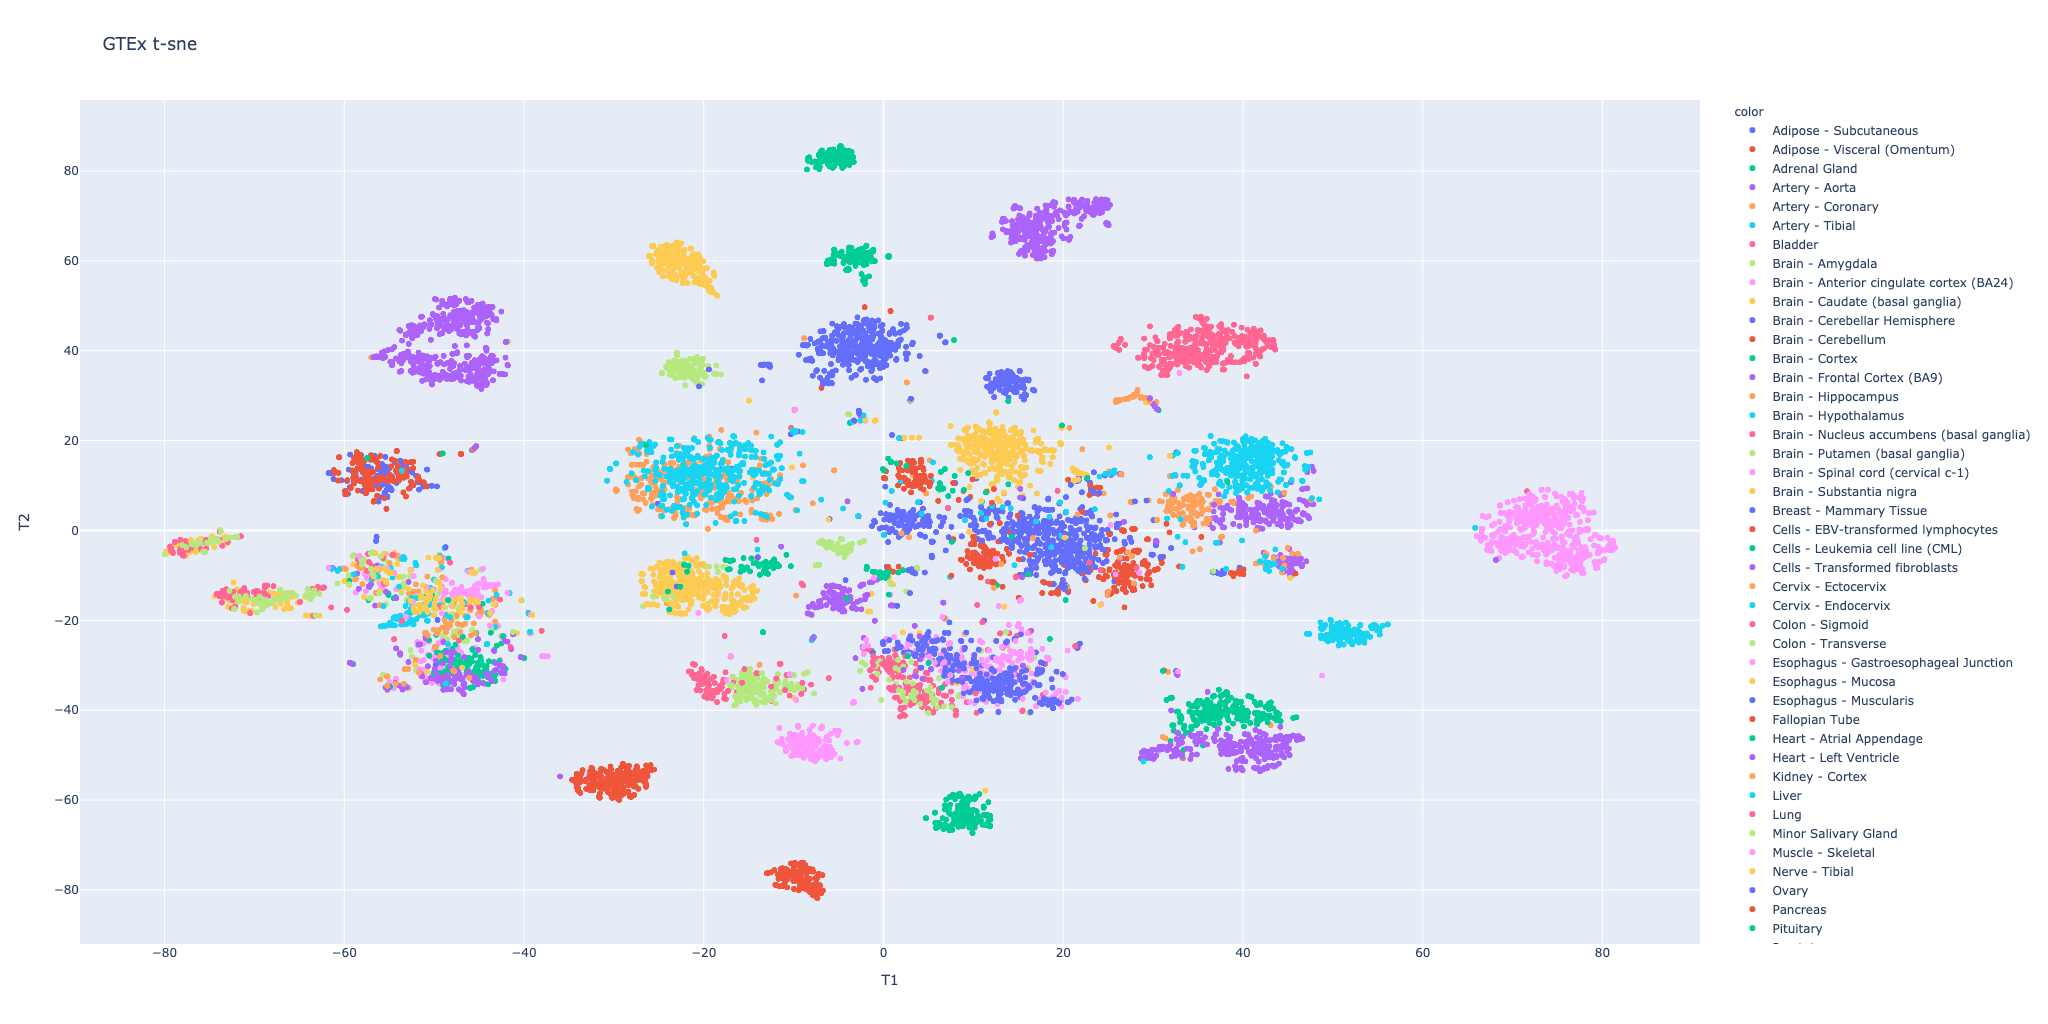 GTEx t-sne
T2
80
60
40
20
0
−20
−40
−60
−80
−80
−60
−40
−20
0
20
40
60
80
T1
color
Adipose - Subcutaneous
Adipose - Visceral (Omentum)
Adrenal Gland
Artery - Aorta
Artery - Coronary
Artery - Tibial
Bladder
Brain - Amygdala
Brain - Anterior cingulate cortex (BA24)
Brain - Caudate (basal ganglia)
Brain - Cerebellar Hemisphere
Brain - Cerebellum
Brain - Cortex
Brain - Frontal Cortex (BA9)
Brain - Hippocampus
Brain - Hypothalamus
Brain - Nucleus accumbens (basal ganglia)
Brain - Putamen (basal ganglia)
Brain - Spinal cord (cervical c-1)
Brain - Substantia nigra
Breast - Mammary Tissue
Cells - EBV-transformed lymphocytes
Cells - Leukemia cell line (CML)
Cells - Transformed fibroblasts
Cervix - Ectocervix
Cervix - Endocervix
Colon - Sigmoid
Colon - Transverse
Esophagus - Gastroesophageal Junction
Esophagus - Mucosa
Esophagus - Muscularis
Fallopian Tube
Heart - Atrial Appendage
Heart - Left Ventricle
Kidney - Cortex
Liver
Lung
Minor Salivary Gland
Muscle - Skeletal
Nerve - Tibial
Ovary
Pancreas
Pituitary